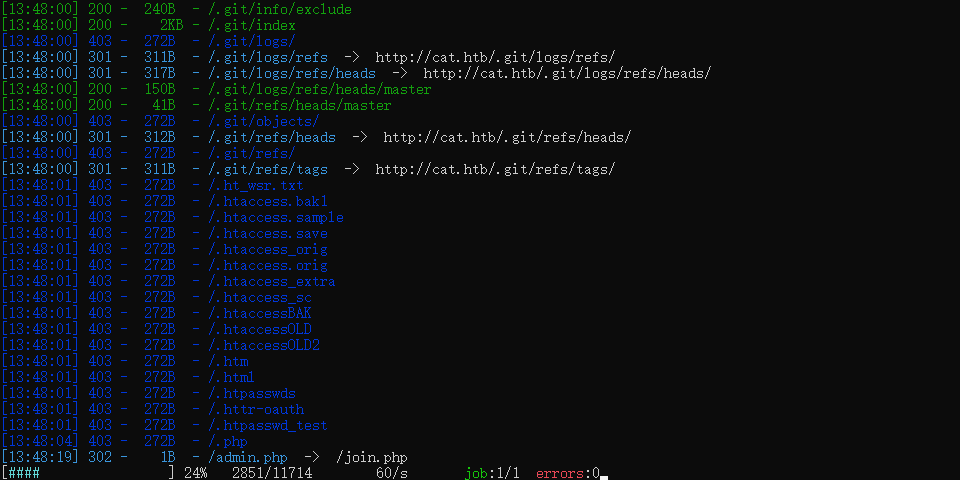 [13:48:00] 200 -  240B  - /.git/info/exclude
[13:48:00] 200 -    2KB - /.git/index
[13:48:00] 403 -  272B  - /.git/logs/
[13:48:00] 301 -  311B  - /.git/logs/refs  ->  http://cat.htb/.git/logs/refs/
[13:48:00] 301 -  317B  - /.git/logs/refs/heads  ->  http://cat.htb/.git/logs/refs/heads/
[13:48:00] 200 -  150B  - /.git/logs/refs/heads/master
[13:48:00] 200 -   41B  - /.git/refs/heads/master
[13:48:00] 403 -  272B  - /.git/objects/
[13:48:00] 301 -  312B  - /.git/refs/heads  ->  http://cat.htb/.git/refs/heads/
[13:48:00] 403 -  272B  - /.git/refs/
[13:48:00] 301 -  311B  - /.git/refs/tags  ->  http://cat.htb/.git/refs/tags/
[13:48:01] 403 -  272B  - /.ht_wsr.txt
[13:48:01] 403 -  272B  - /.htaccess.bak1
[13:48:01] 403 -  272B  - /.htaccess.sample
[13:48:01] 403 -  272B  - /.htaccess.save
[13:48:01] 403 -  272B  - /.htaccess_orig
[13:48:01] 403 -  272B  - /.htaccess.orig
[13:48:01] 403 -  272B  - /.htaccess_extra
[13:48:01] 403 -  272B  - /.htaccess_sc
[13:48:01] 403 -  272B  - /.htaccessBAK
[13:48:01] 403 -  272B  - /.htaccessOLD
[13:48:01] 403 -  272B  - /.htaccessOLD2
[13:48:01] 403 -  272B  - /.htm
[13:48:01] 403 -  272B  - /.html
[13:48:01] 403 -  272B  - /.htpasswds
[13:48:01] 403 -  272B  - /.httr-oauth
[13:48:01] 403 -  272B  - /.htpasswd_test
[13:48:04] 403 -  272B  - /.php
[13:48:19] 302 -    1B  - /admin.php  ->  /join.php
[####                ] 24%   2851/11714        60/s       job:1/1  errors:0